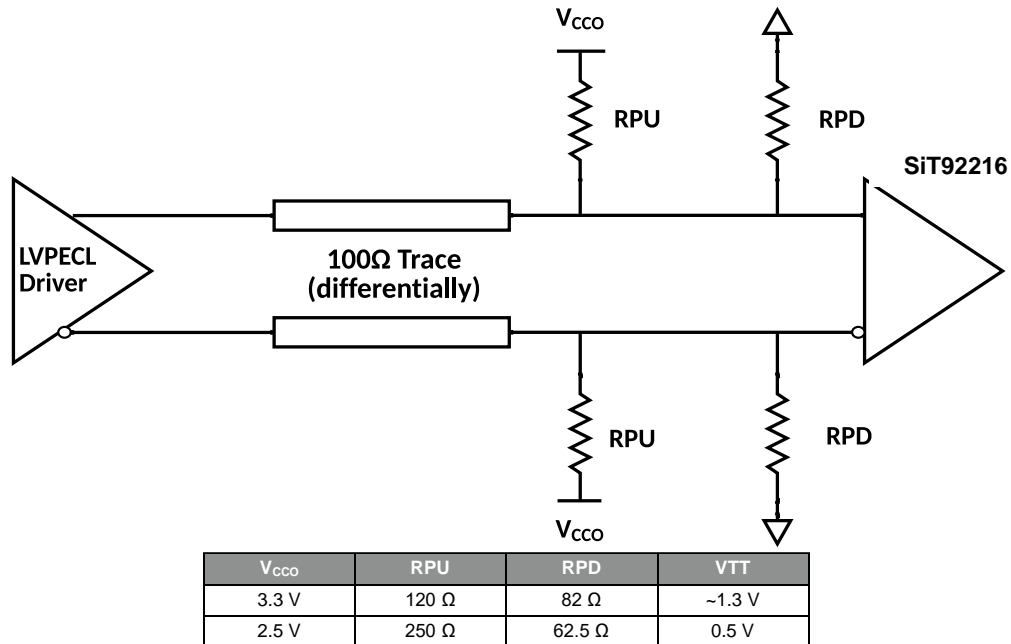 VCCO
RPU
RPD
SiT92216
LVPECL
Driver
100Ω Trace
(differentially)
RPU
RPD
VCCO
VCCO RPU RPD VTT
3.3 V 120 Ω 82 Ω ~1.3 V
2.5 V 250 Ω 62.5 Ω 0.5 V